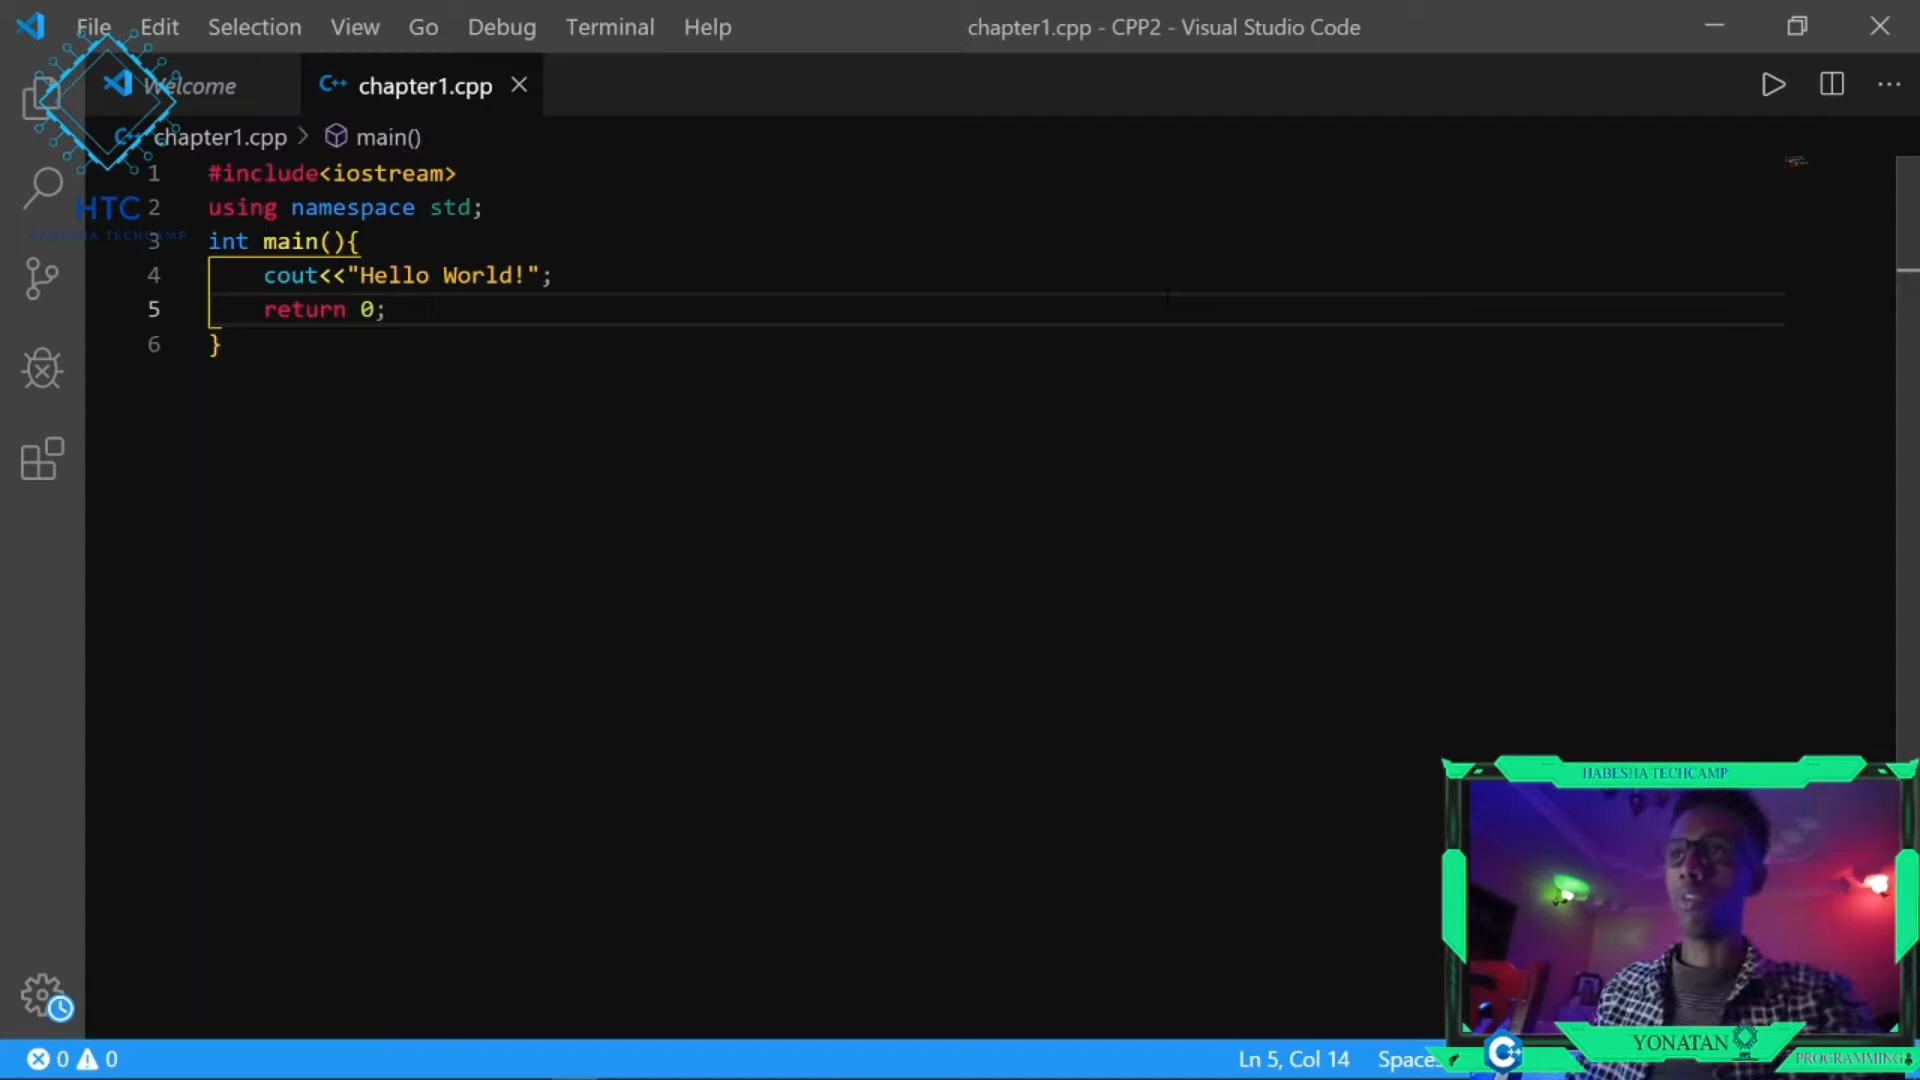 File Edit Selection View Go Debug Terminal Help
chapter1.cpp - CPP2 - Visual Studio Code
Welcome
C++ chapter1.cpp
C++ chapter1.cpp > main()
HTC
HABESHA TECHCAMP
1 #include<iostream>
2 using namespace std;
3 int main(){
4 cout<<"Hello World!";
5 return 0;
6 }
HABESHA TECHCAMP
YONATAN
C++
PROGRAMMING
0 0
Ln 5, Col 14
Spaces